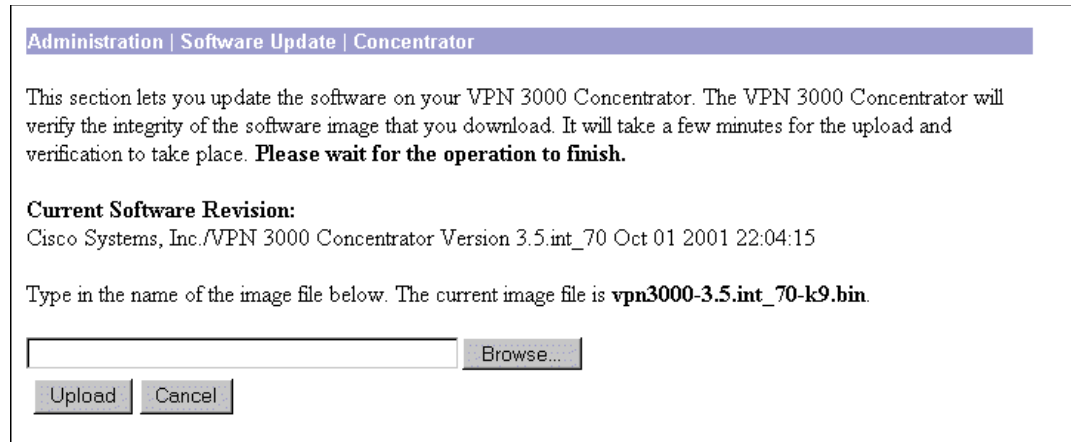 Administration | Software Update | Concentrator
This section lets you update the software on your VPN 3000 Concentrator. The VPN 3000 Concentrator will
verify the integrity of the software image that you download. It will take a few minutes for the upload and
verification to take place. Please wait for the operation to finish.
Current Software Revision:
Cisco Systems, Inc./VPN 3000 Concentrator Version 3.5.int_70 Oct 01 2001 22:04:15
Type in the name of the image file below. The current image file is vpn3000-3.5.int_70-k9.bin.
Browse...
Upload Cancel